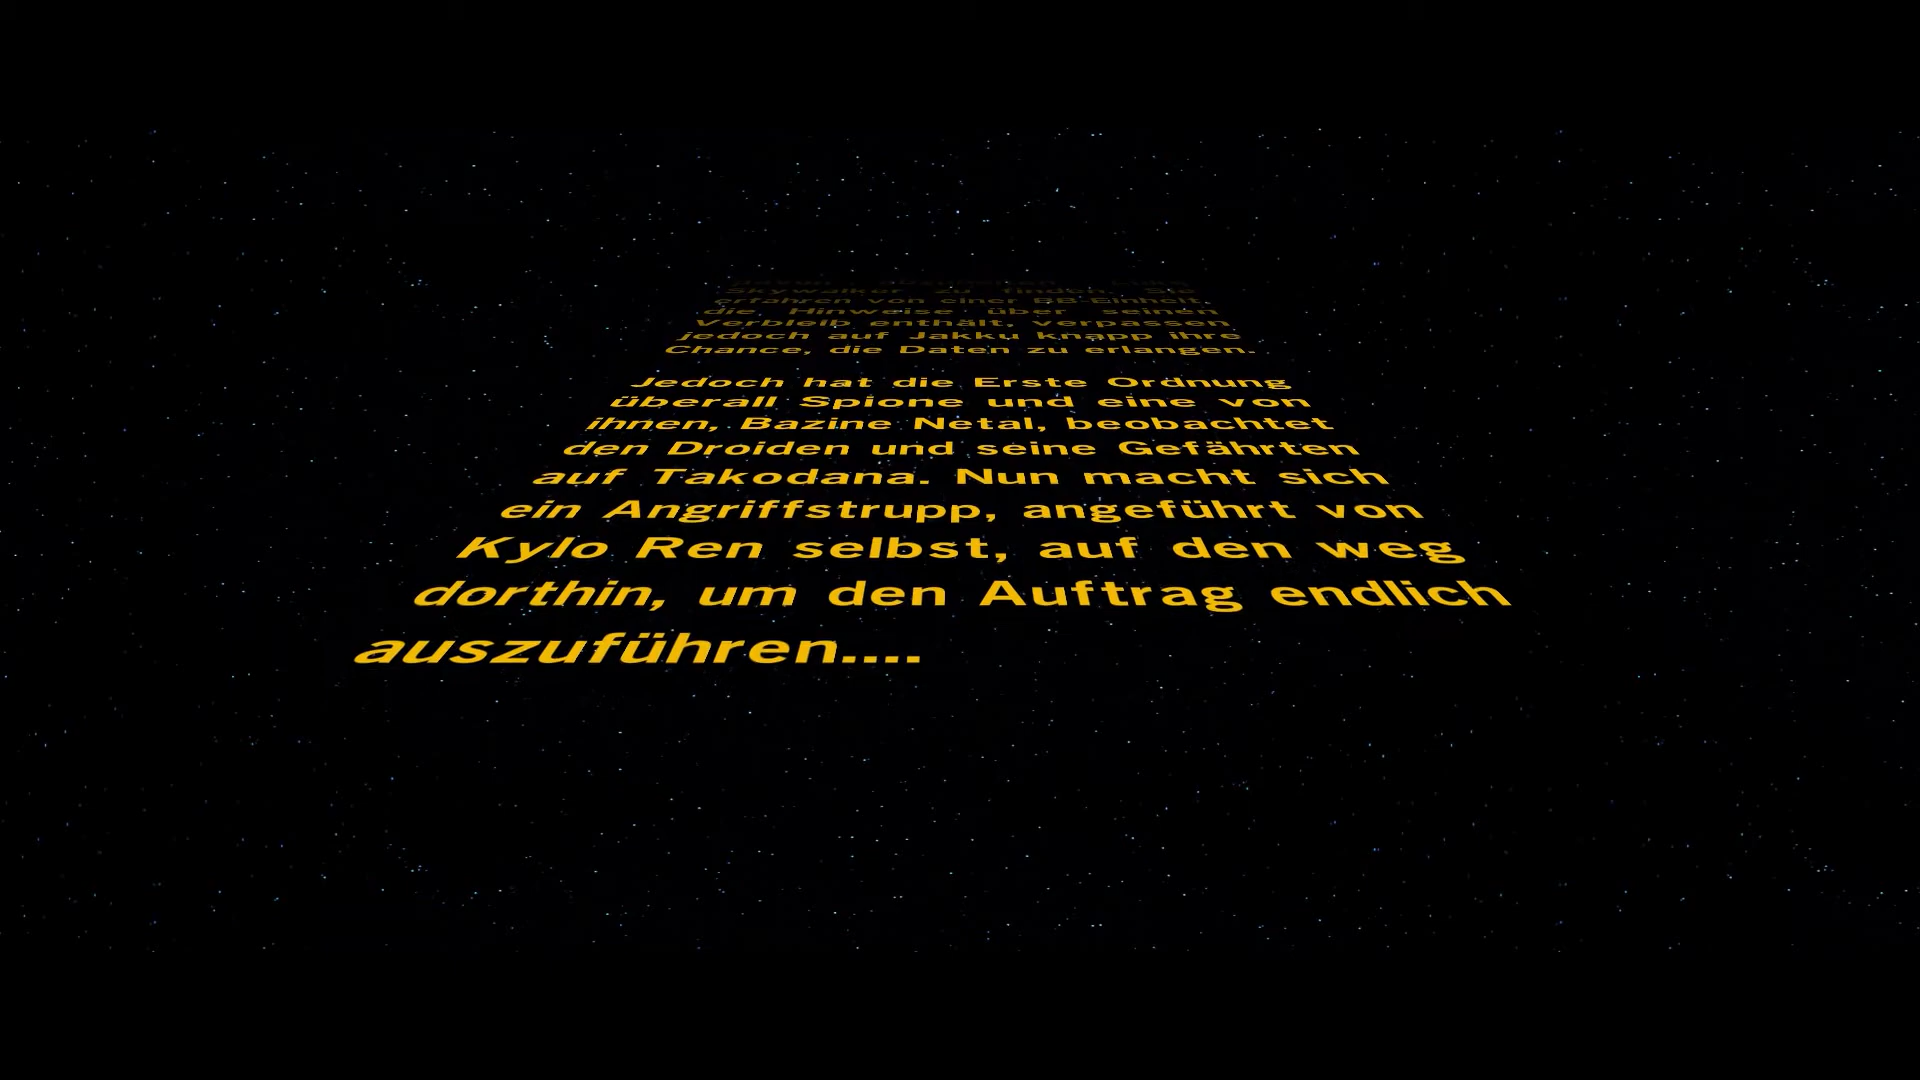 Skywalker zu finden. Sie
erfahren von einer BB-Einheit,
die Hinweise über seinen
Verbleib enthält, verpassen
jedoch auf Jakku knapp ihre
Chance, die Daten zu erlangen.
Jedoch hat die Erste Ordnung
überall Spione und eine von
ihnen, Bazine Netal, beobachtet
den Droiden und seine Gefährten
auf Takodana. Nun macht sich
ein Angriffstrupp, angeführt von
Kylo Ren selbst, auf den weg
dorthin, um den Auftrag endlich
auszuführen....